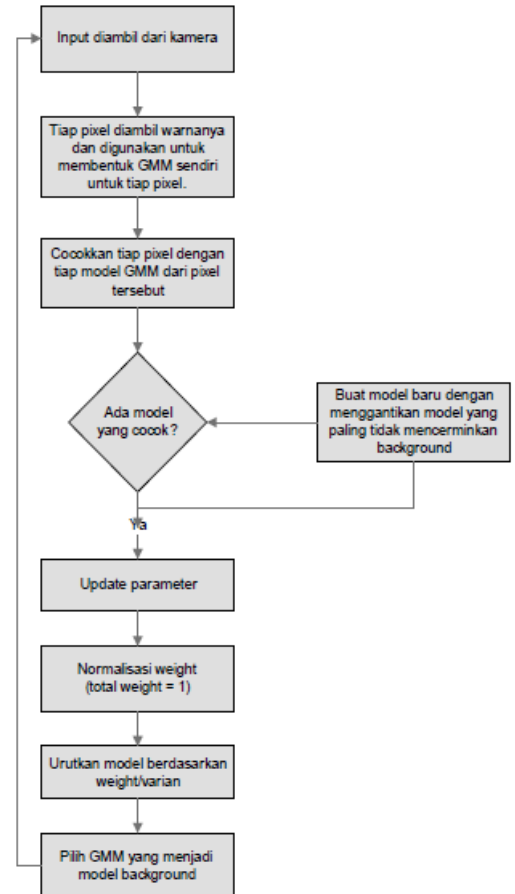 Input diambil dari kamera
Tiap pixel diambil warnanya
dan digunakan untuk
membentuk GMM sendiri
untuk tiap pixel.
Cocokkan tiap pixel dengan
tiap model GMM dari pixel
tersebut
Ada model
yang cocok?
Buat model baru dengan
menggantikan model yang
paling tidak mencerminkan
background
Ya
Update parameter
Normalisasi weight
(total weight = 1)
Urutkan model berdasarkan
weight/varian
Pilih GMM yang menjadi
model background